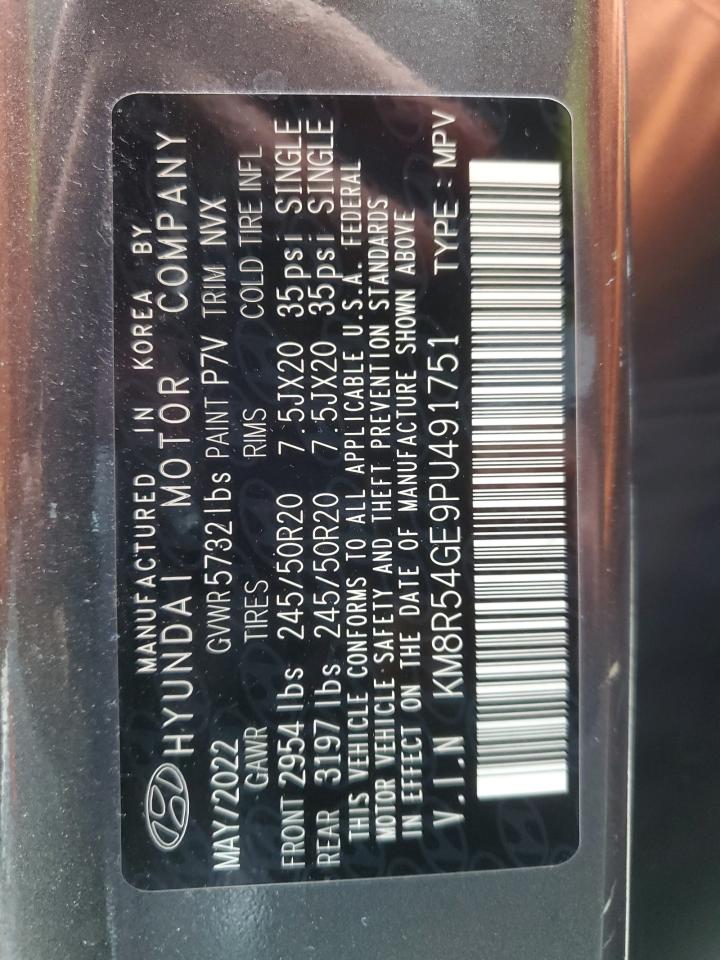 MANUFACTURED IN KOREA BY
HYUNDAI MOTOR COMPANY
MAY/2022 GVWR5732 lbs PAINT P7V TRIM NVX
GAWR TIRES RIMS COLD TIRE INFL
FRONT 2954 lbs 245/50R20 7.5JX20 35psi SINGLE
REAR 3197 lbs 245/50R20 7.5JX20 35psi SINGLE
THIS VEHICLE CONFORMS TO ALL APPLICABLE U.S.A. FEDERAL
MOTOR VEHICLE SAFETY AND THEFT PREVENTION STANDARDS
IN EFFECT ON THE DATE OF MANUFACTURE SHOWN ABOVE
V.I.N KM8R54GE9PU491751 TYPE : MPV